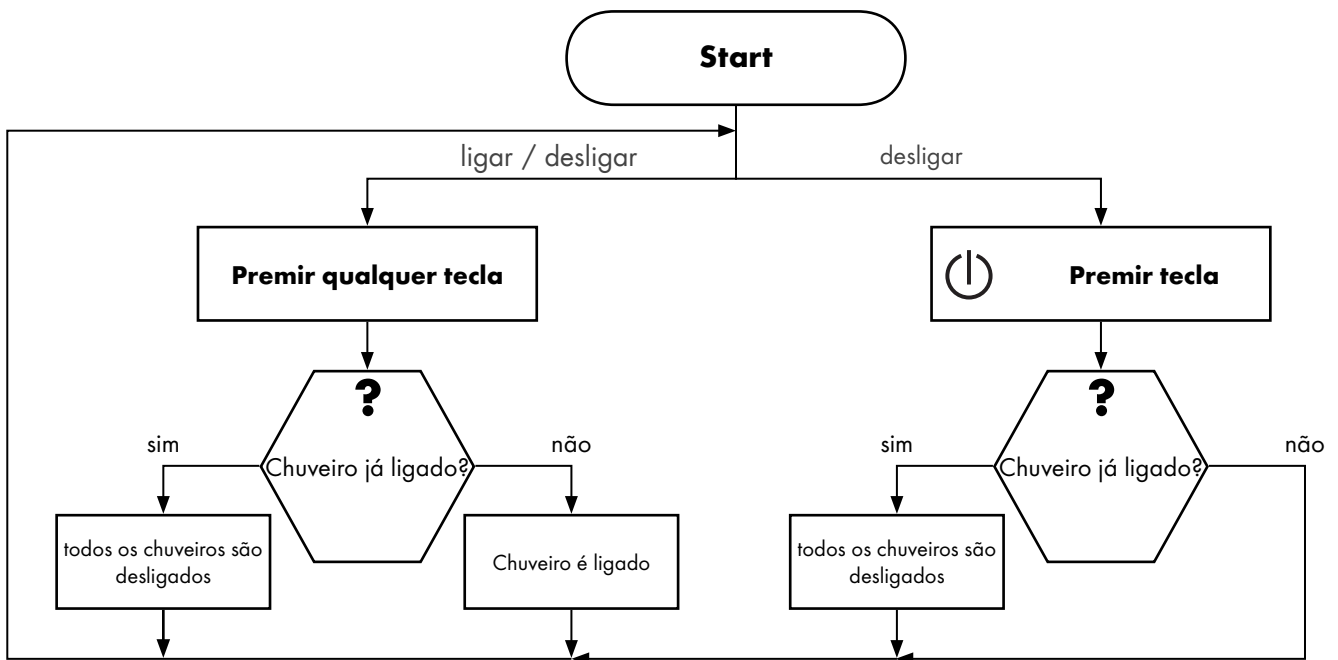 Start
ligar / desligar
desligar
Premir qualquer tecla
Premir tecla
?
?
sim
não
sim
não
Chuveiro já ligado?
Chuveiro já ligado?
todos os chuveiros são
desligados
Chuveiro é ligado
todos os chuveiros são
desligados